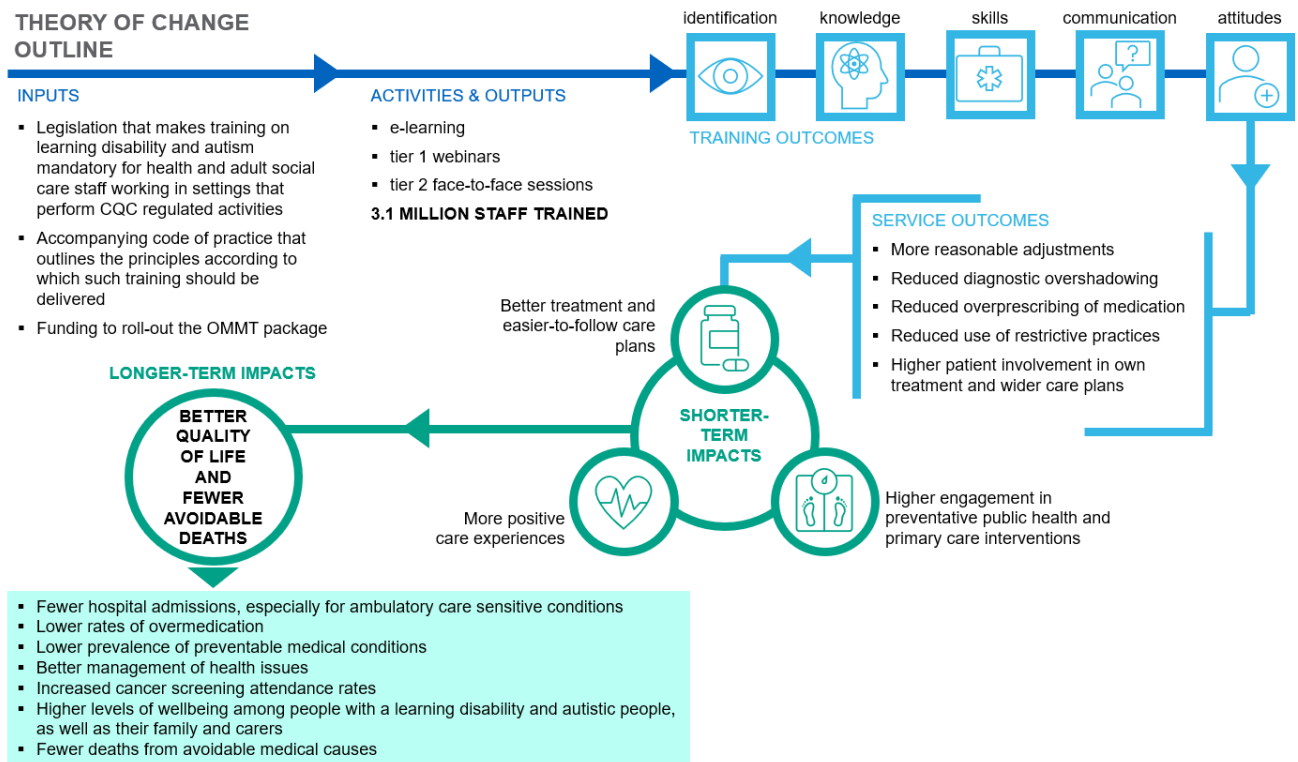 THEORY OF CHANGE
OUTLINE
identification
knowledge
skills
communication
attitudes
INPUTS
▪ Legislation that makes training on
learning disability and autism
mandatory for health and adult social
care staff working in settings that
perform CQC regulated activities
▪ Accompanying code of practice that
outlines the principles according to
which such training should be
delivered
▪ Funding to roll-out the OMMT package
ACTIVITIES & OUTPUTS
▪ e-learning
▪ tier 1 webinars
▪ tier 2 face-to-face sessions
3.1 MILLION STAFF TRAINED
?
TRAINING OUTCOMES
SERVICE OUTCOMES
▪ More reasonable adjustments
▪ Reduced diagnostic overshadowing
▪ Reduced overprescribing of medication
▪ Reduced use of restrictive practices
▪ Higher patient involvement in own
treatment and wider care plans
Better treatment and
easier-to-follow care
plans
SHORTER-
TERM
IMPACTS
More positive
care experiences
Higher engagement in
preventative public health and
primary care interventions
LONGER-TERM IMPACTS
BETTER
QUALITY
OF LIFE
AND
FEWER
AVOIDABLE
DEATHS
▪ Fewer hospital admissions, especially for ambulatory care sensitive conditions
▪ Lower rates of overmedication
▪ Lower prevalence of preventable medical conditions
▪ Better management of health issues
▪ Increased cancer screening attendance rates
▪ Higher levels of wellbeing among people with a learning disability and autistic people,
as well as their family and carers
▪ Fewer deaths from avoidable medical causes